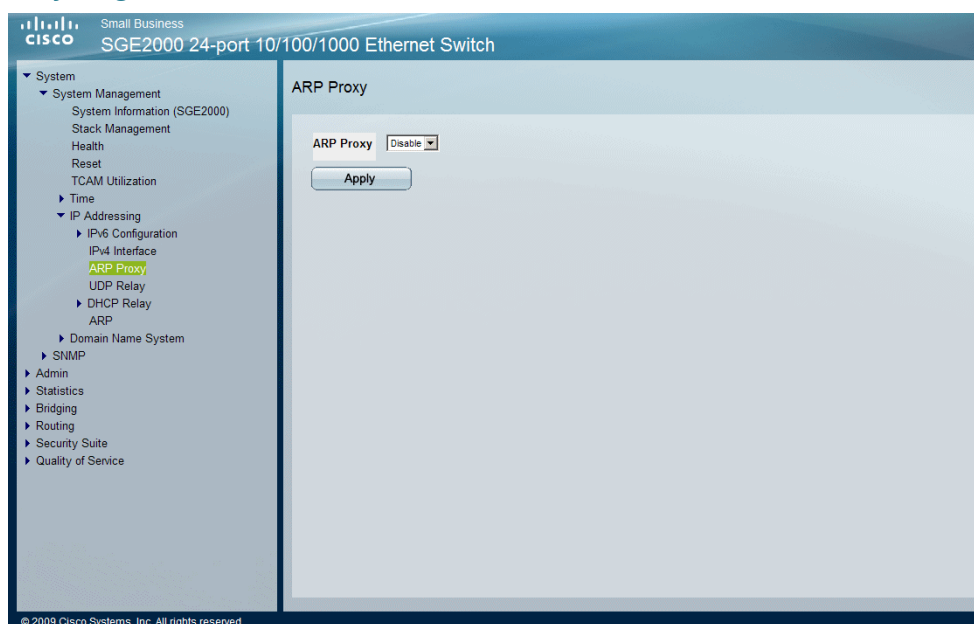 Small Business
CISCO
SGE2000 24-port 10/100/1000 Ethernet Switch
System
System Management
System Information (SGE2000)
Stack Management
Health
Reset
TCAM Utilization
Time
IP Addressing
IPv6 Configuration
IPv4 Interface
ARP Proxy
UDP Relay
DHCP Relay
ARP
Domain Name System
SNMP
Admin
Statistics
Bridging
Routing
Security Suite
Quality of Service
ARP Proxy
ARP Proxy Disable
Apply
© 2009 Cisco Systems, Inc. All rights reserved.